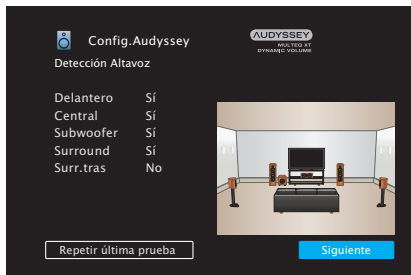 Config.Audyssey
AUDYSSEY
MULTEQ XT
DYNAMIC VOLUME
Detección Altavoz
Delantero Sí
Central Sí
Subwoofer Sí
Surround Sí
Surr.tras No
Repetir última prueba
Siguiente